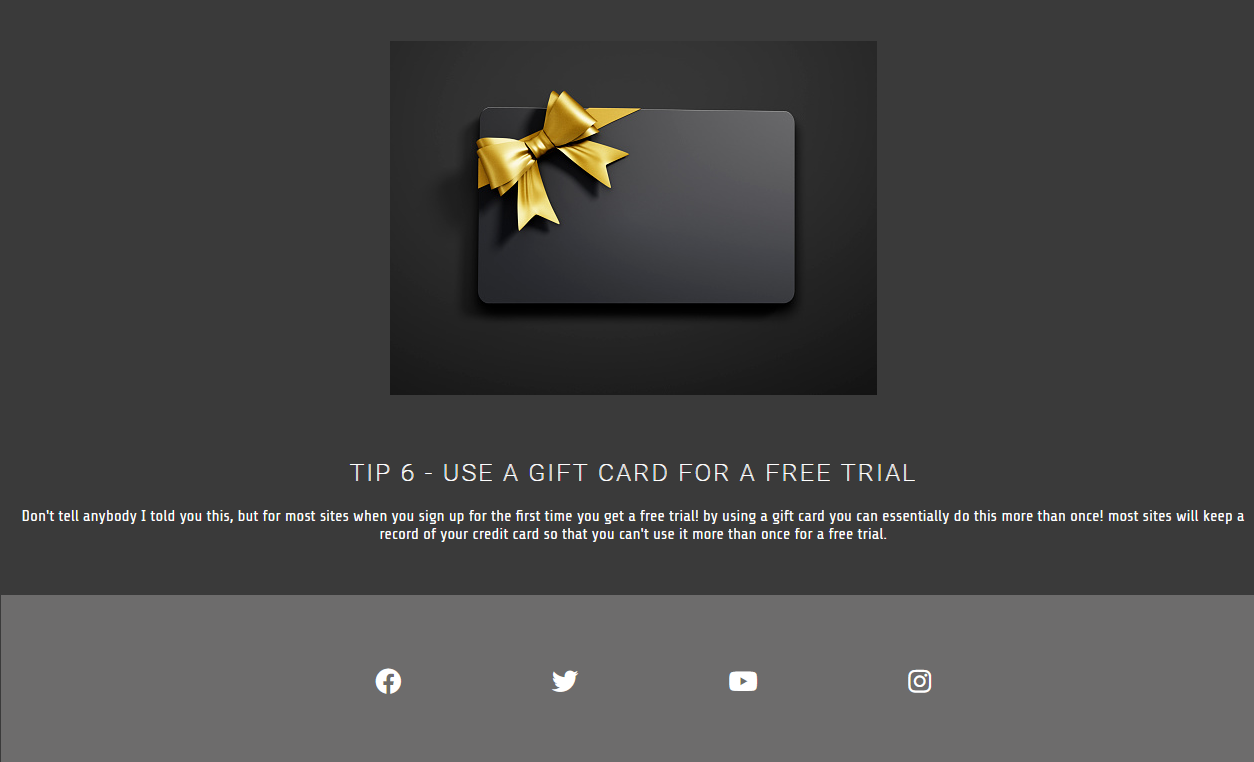 TIP 6 - USE A GIFT CARD FOR A FREE TRIAL
Don't tell anybody I told you this, but for most sites when you sign up for the first time you get a free trial! by using a gift card you can essentially do this more than once! most sites will keep a
record of your credit card so that you can't use it more than once for a free trial.